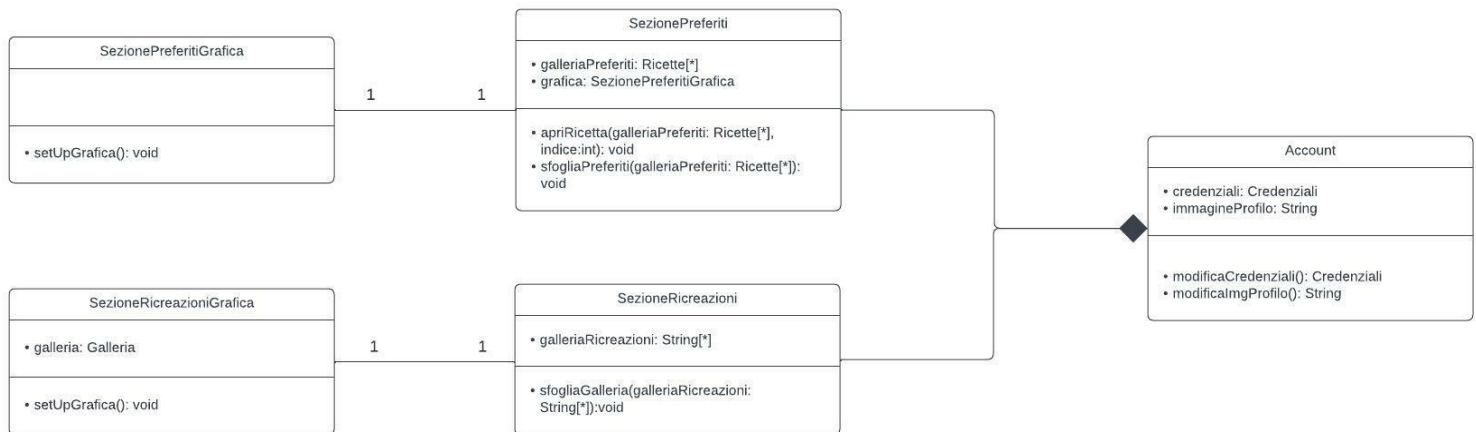 SezionePreferitiGrafica
• setUpGrafica(): void
1
1
SezionePreferiti
• galleriaPreferiti: Ricette[*]
• grafica: SezionePreferitiGrafica
• apriRicetta(galleriaPreferiti: Ricette[*],
indice:int): void
• sfogliaPreferiti(galleriaPreferiti: Ricette[*]):
void
Account
• credenziali: Credenziali
• immagineProfilo: String
• modificaCredenziali(): Credenziali
• modificaImgProfilo(): String
SezioneRicreazioniGrafica
• galleria: Galleria
• setUpGrafica(): void
1
1
SezioneRicreazioni
• galleriaRicreazioni: String[*]
• sfogliaGalleria(galleriaRicreazioni:
String[*]):void